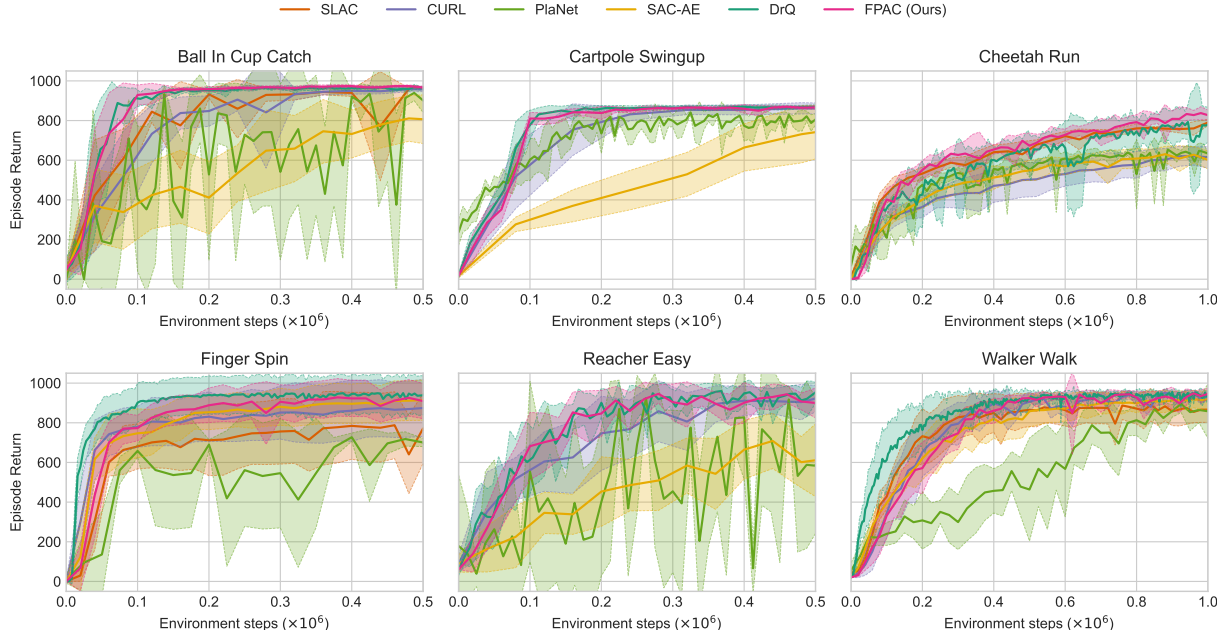 SLAC CURL PlaNet SAC-AE DrQ FPAC (Ours)
Ball In Cup Catch Cartpole Swingup Cheetah Run
Episode Return
1000
800
600
400
200
0
0.0 0.1 0.2 0.3 0.4 0.5 0.0 0.1 0.2 0.3 0.4 0.5 0.0 0.2 0.4 0.6 0.8 1.0
Environment steps (×10⁶) Environment steps (×10⁶) Environment steps (×10⁶)
Finger Spin Reacher Easy Walker Walk
Episode Return
1000
800
600
400
200
0
0.0 0.1 0.2 0.3 0.4 0.5 0.0 0.1 0.2 0.3 0.4 0.5 0.0 0.2 0.4 0.6 0.8 1.0
Environment steps (×10⁶) Environment steps (×10⁶) Environment steps (×10⁶)